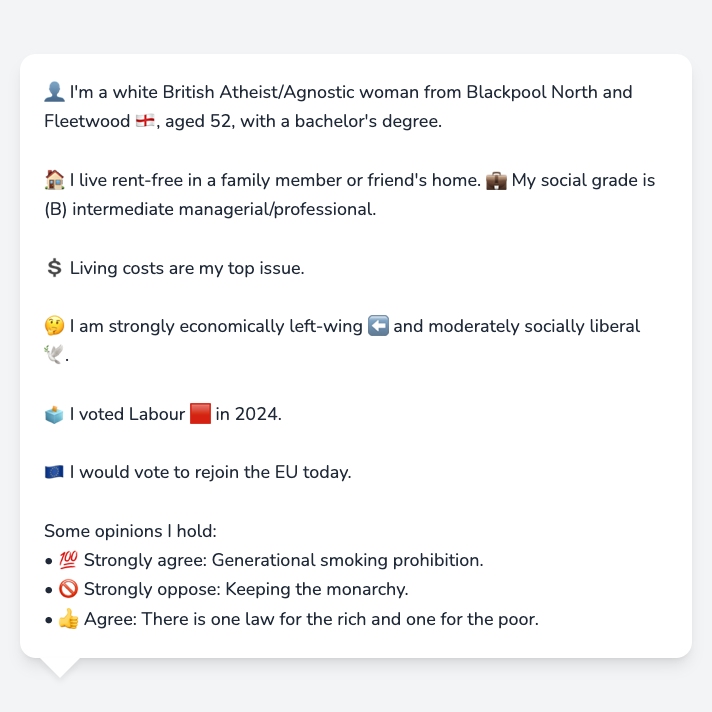 👤 I'm a white British Atheist/Agnostic woman from Blackpool North and
Fleetwood 🏴󠁧󠁢󠁥󠁮󠁧󠁿, aged 52, with a bachelor's degree.
🏠 I live rent-free in a family member or friend's home. 💼 My social grade is
(B) intermediate managerial/professional.
💲 Living costs are my top issue.
🤔 I am strongly economically left-wing ⬅️ and moderately socially liberal
🕊️.
🗳️ I voted Labour 🟥 in 2024.
🇪🇺 I would vote to rejoin the EU today.
Some opinions I hold:
• 💯 Strongly agree: Generational smoking prohibition.
• 🚫 Strongly oppose: Keeping the monarchy.
• 👍 Agree: There is one law for the rich and one for the poor.